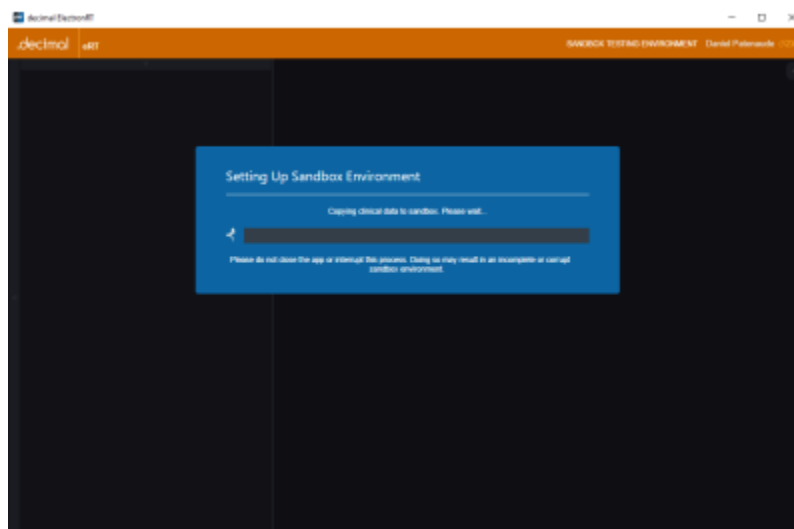 .decimal ElectronRT
.decimal eRT
SANDBOX TESTING ENVIRONMENT Daniel Patenaude
Setting Up Sandbox Environment
Copying clinical data to sandbox. Please wait...
Please do not close the app or interrupt this process. Doing so may result in an incomplete or corrupt
sandbox environment.